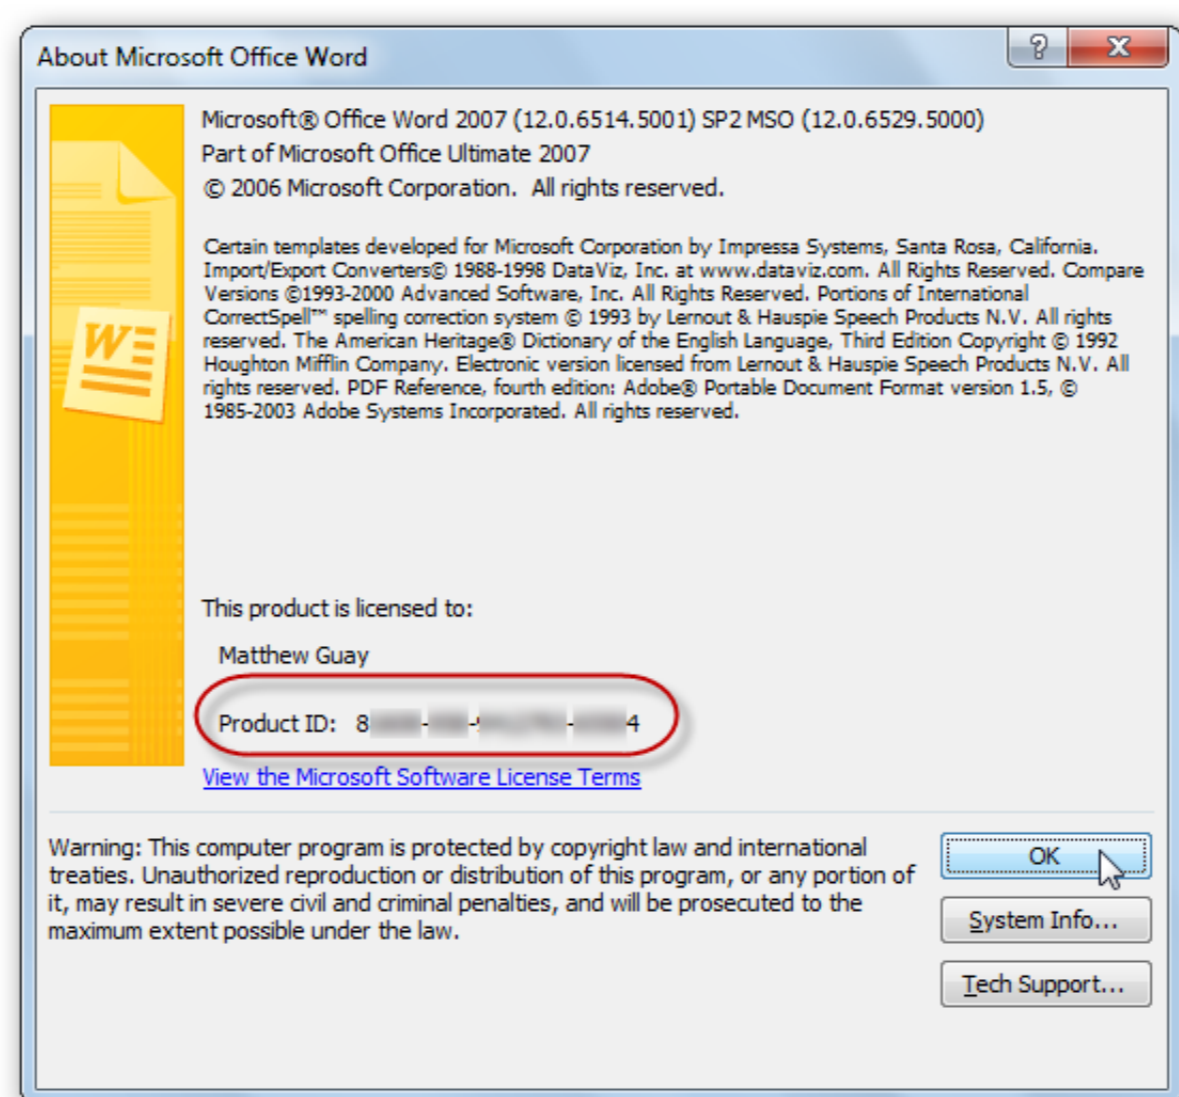 About Microsoft Office Word
Microsoft® Office Word 2007 (12.0.6514.5001) SP2 MSO (12.0.6529.5000)
Part of Microsoft Office Ultimate 2007
© 2006 Microsoft Corporation.  All rights reserved.
Certain templates developed for Microsoft Corporation by Impressa Systems, Santa Rosa, California.
Import/Export Converters© 1988-1998 DataViz, Inc. at www.dataviz.com. All Rights Reserved. Compare
Versions ©1993-2000 Advanced Software, Inc. All Rights Reserved. Portions of International
CorrectSpell™ spelling correction system © 1993 by Lernout & Hauspie Speech Products N.V. All rights
reserved. The American Heritage® Dictionary of the English Language, Third Edition Copyright © 1992
Houghton Mifflin Company. Electronic version licensed from Lernout & Hauspie Speech Products N.V. All
rights reserved. PDF Reference, fourth edition: Adobe® Portable Document Format version 1.5, ©
1985-2003 Adobe Systems Incorporated. All rights reserved.
W
This product is licensed to:
Matthew Guay
Product ID:
View the Microsoft Software License Terms
Warning: This computer program is protected by copyright law and international
treaties. Unauthorized reproduction or distribution of this program, or any portion of
it, may result in severe civil and criminal penalties, and will be prosecuted to the
maximum extent possible under the law.
OK
System Info...
Tech Support...